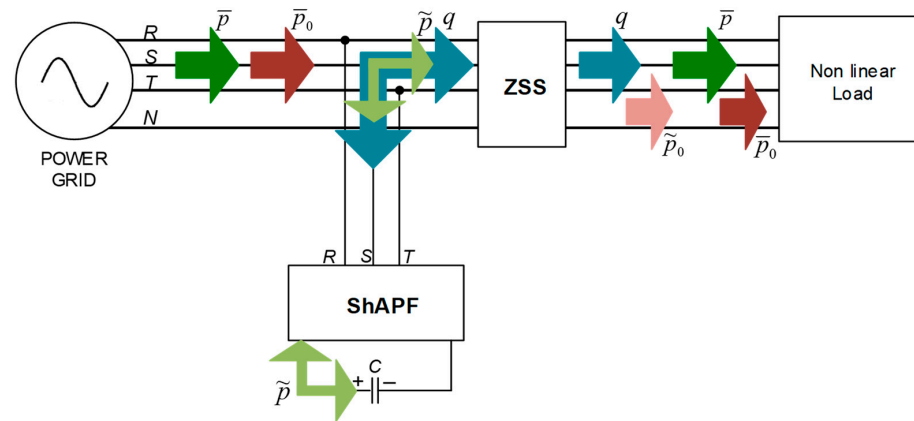 p̅
p̅₀
p̃
q
q
p̅
R
S
T
N
ZSS
Non linear
Load
p̃₀
p̅₀
POWER
GRID
R
S
T
ShAPF
p̃
+
C
−